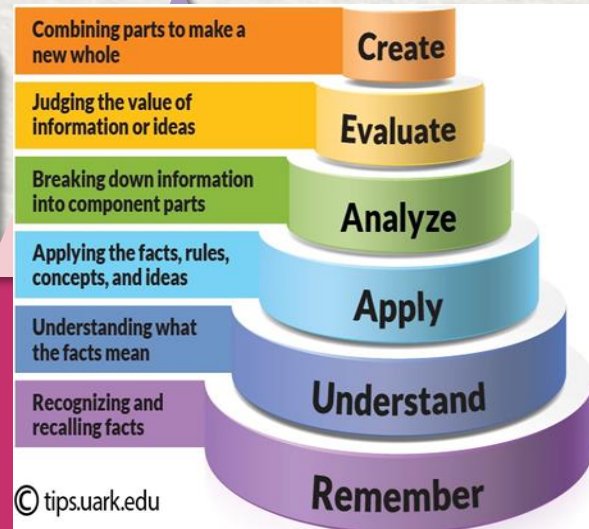 Combining parts to make a
new whole
Create
Judging the value of
information or ideas
Evaluate
Breaking down information
into component parts
Analyze
Applying the facts, rules,
concepts, and ideas
Apply
Understanding what
the facts mean
Understand
Recognizing and
recalling facts
Remember
© tips.uark.edu